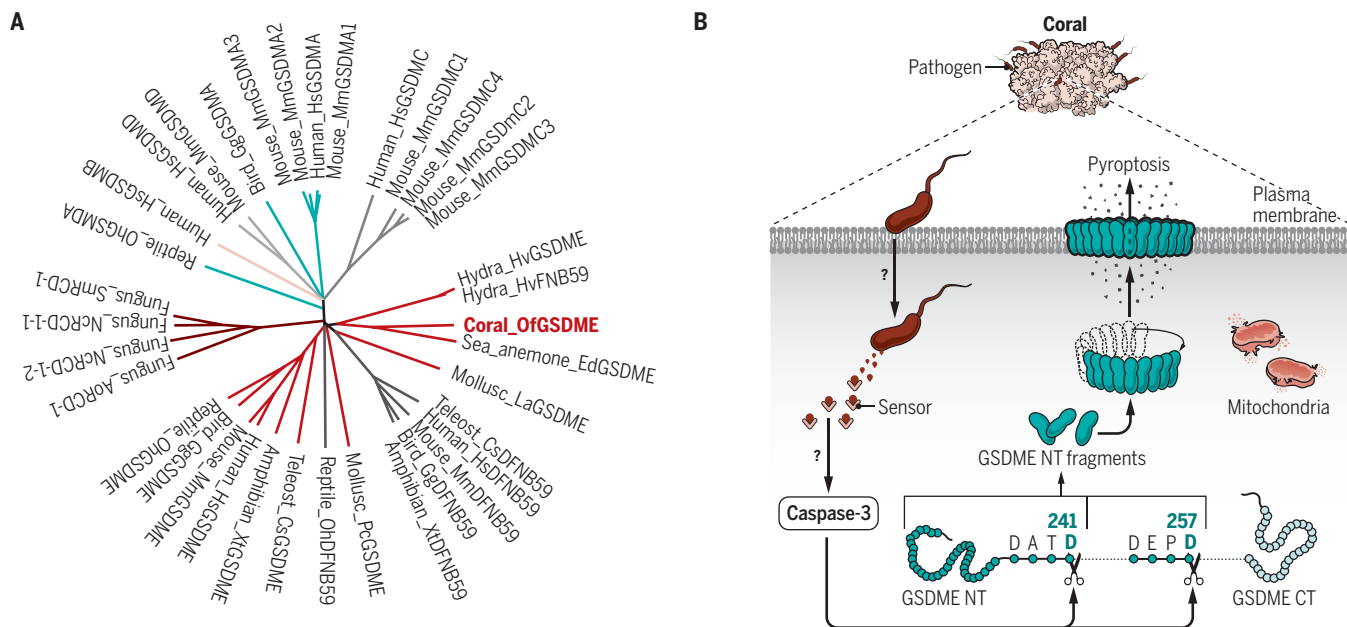 A
Fungus_AoRCD-1
Fungus_NcRCD-1-2
Fungus_NcRCD-1-1
Fungus_SmRCD-1
Reptile_OhGSMDA
Human_HsGSDMB
Human_HsGSDMD
Mouse_MmGSDMD
Bird_GgGSDMA
Mouse_MmGSDMA3
Mouse_MmGSDMA2
Human_HsGSDMA
Mouse_MmGSDMA1
Human_HsGSDMC
Mouse_MmGSDMC1
Mouse_MmGSDMC4
Mouse_MmGSDmC2
Mouse_MmGSDMC3
Hydra_HvGSDME
Hydra_HvFNB59
Coral_OfGSDME
Sea_anemone_EdGSDME
Mollusc_LaGSDME
Teleost_CsDFNB59
Human_HsDFNB59
Mouse_MmDFNB59
Bird_GgDFNB59
Amphibian_XtDFNB59
Mollusc_PcGSDME
Reptile_OhDFNB59
Teleost_CsGSDME
Amphibian_XtGSDME
Human_HsGSDME
Mouse_MmGSDME
Bird_GgGSDME
Reptile_OhGSDME
B
Coral
Pathogen
Pyroptosis
Plasma
membrane
?
Sensor
Mitochondria
?
GSDME NT fragments
Caspase-3
241
257
D A T D
D E P D
GSDME NT
GSDME CT